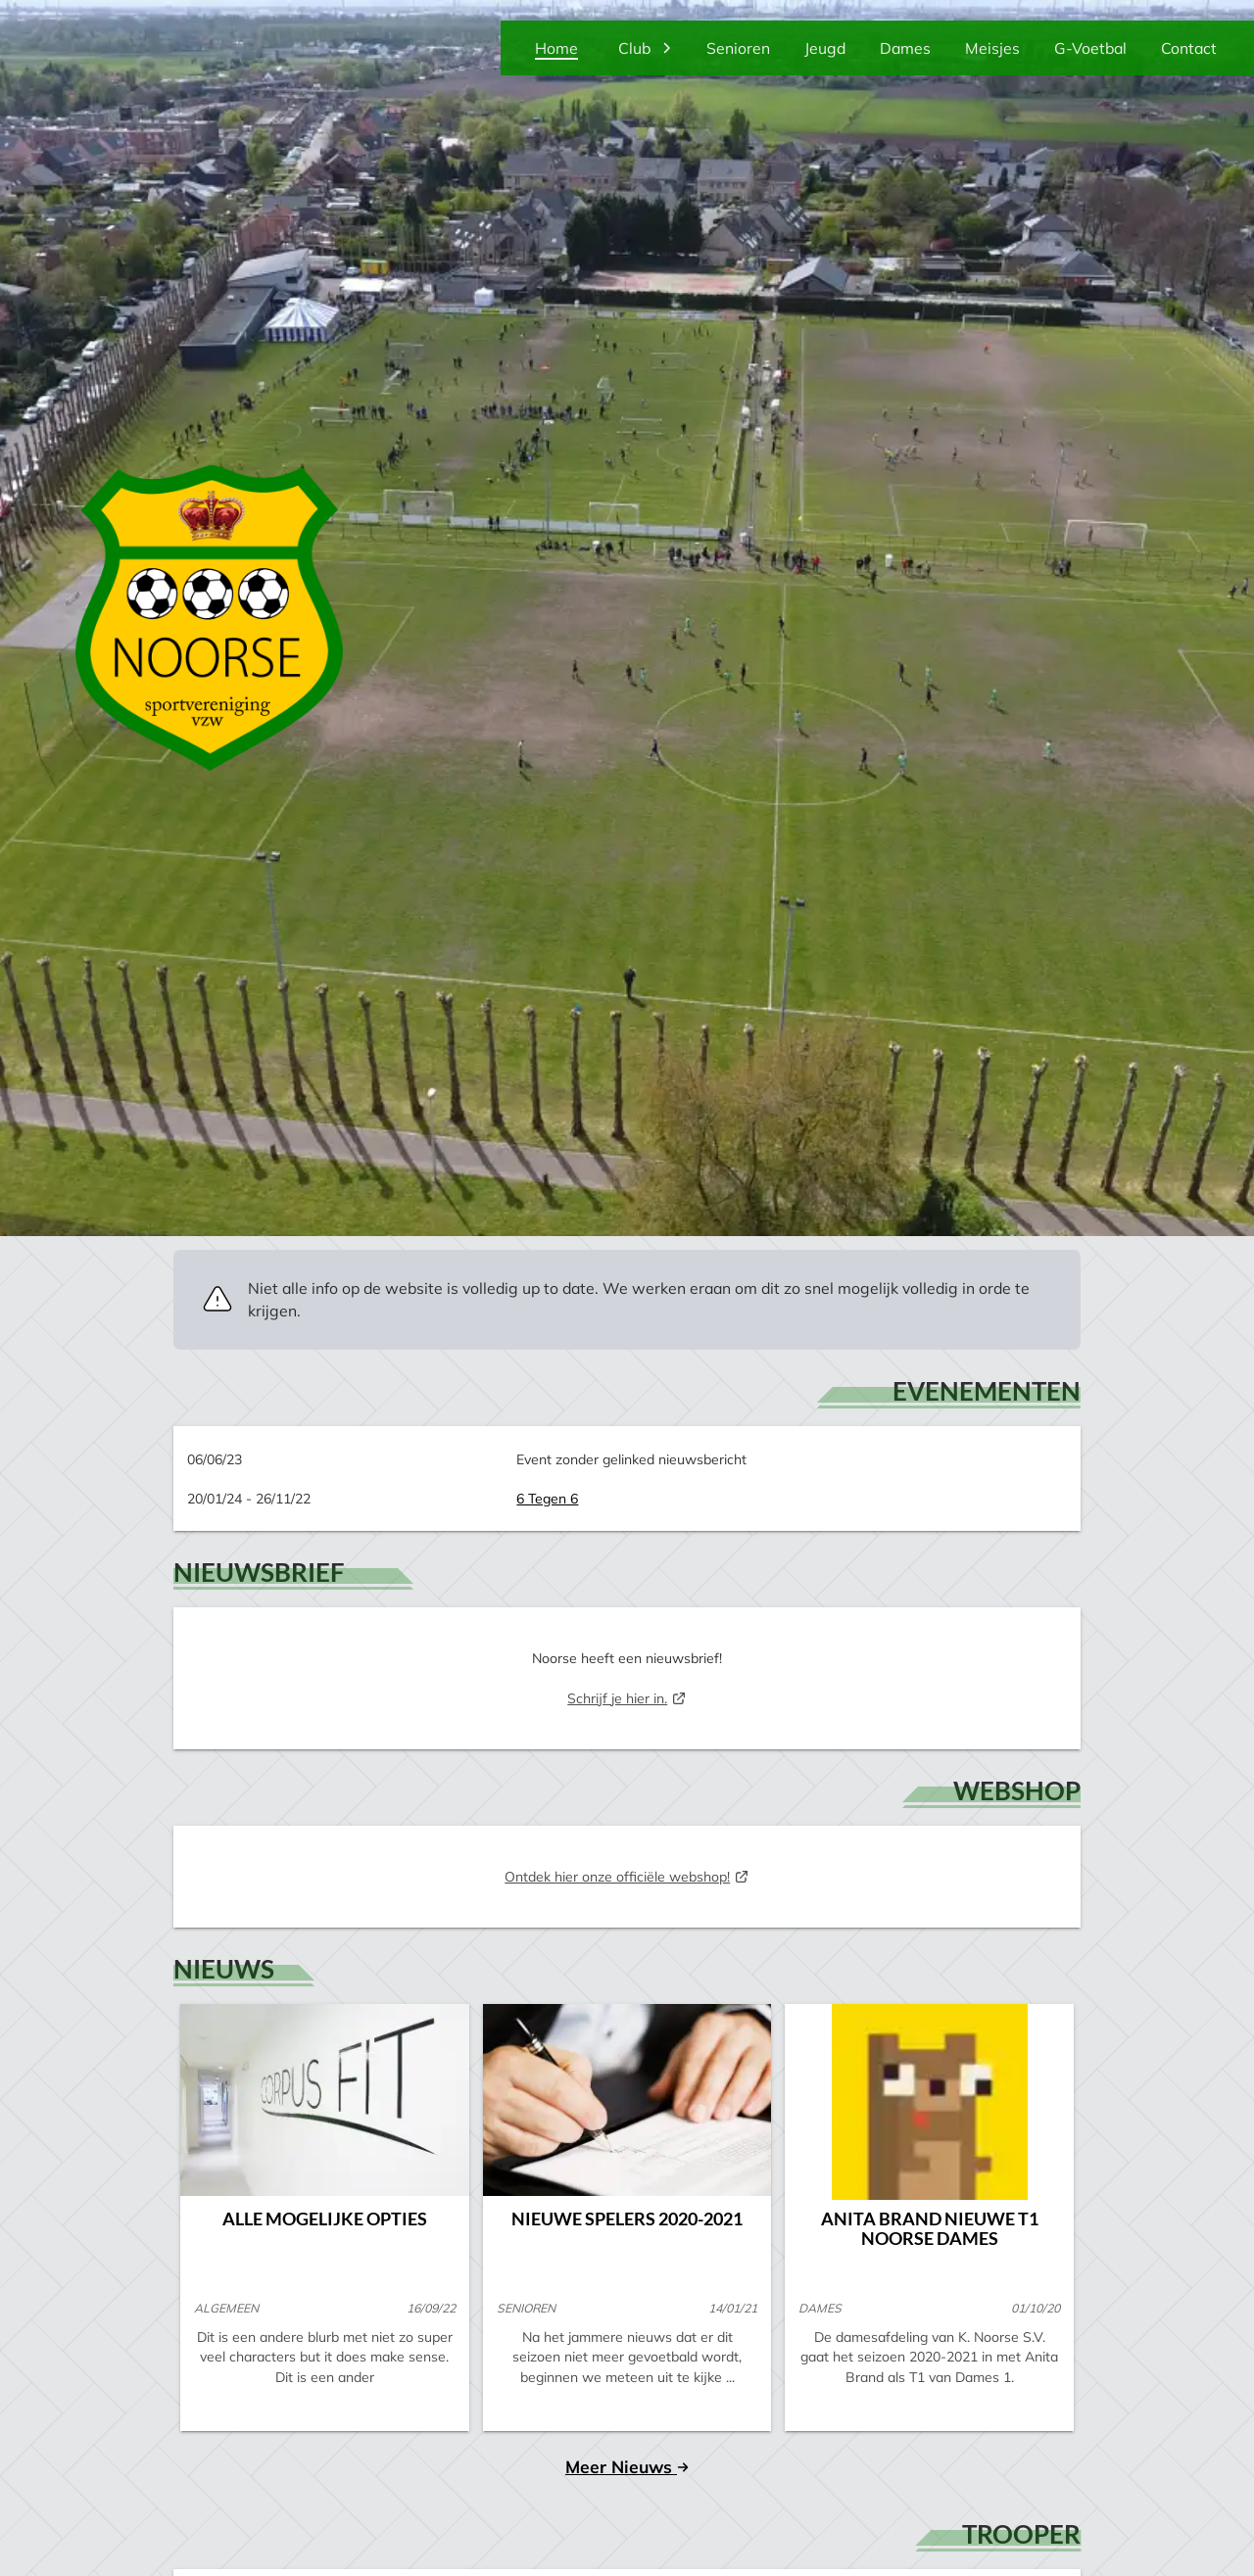 Home Club Senioren Jeugd Dames Meisjes G-Voetbal Contact
NOORSE
sportvereniging
vzw
Niet alle info op de website is volledig up to date. We werken eraan om dit zo snel mogelijk volledig in orde te
krijgen.
EVENEMENTEN
06/06/23 Event zonder gelinked nieuwsbericht
20/01/24 - 26/11/22 6 Tegen 6
NIEUWSBRIEF
Noorse heeft een nieuwsbrief!
Schrijf je hier in.
WEBSHOP
Ontdek hier onze officiële webshop!
NIEUWS
CORPUS FIT
ALLE MOGELIJKE OPTIES
ALGEMEEN 16/09/22
Dit is een andere blurb met niet zo super
veel characters but it does make sense.
Dit is een ander
NIEUWE SPELERS 2020-2021
SENIOREN 14/01/21
Na het jammere nieuws dat er dit
seizoen niet meer gevoetbald wordt,
beginnen we meteen uit te kijke ...
ANITA BRAND NIEUWE T1
NOORSE DAMES
DAMES 01/10/20
De damesafdeling van K. Noorse S.V.
gaat het seizoen 2020-2021 in met Anita
Brand als T1 van Dames 1.
Meer Nieuws
TROOPER